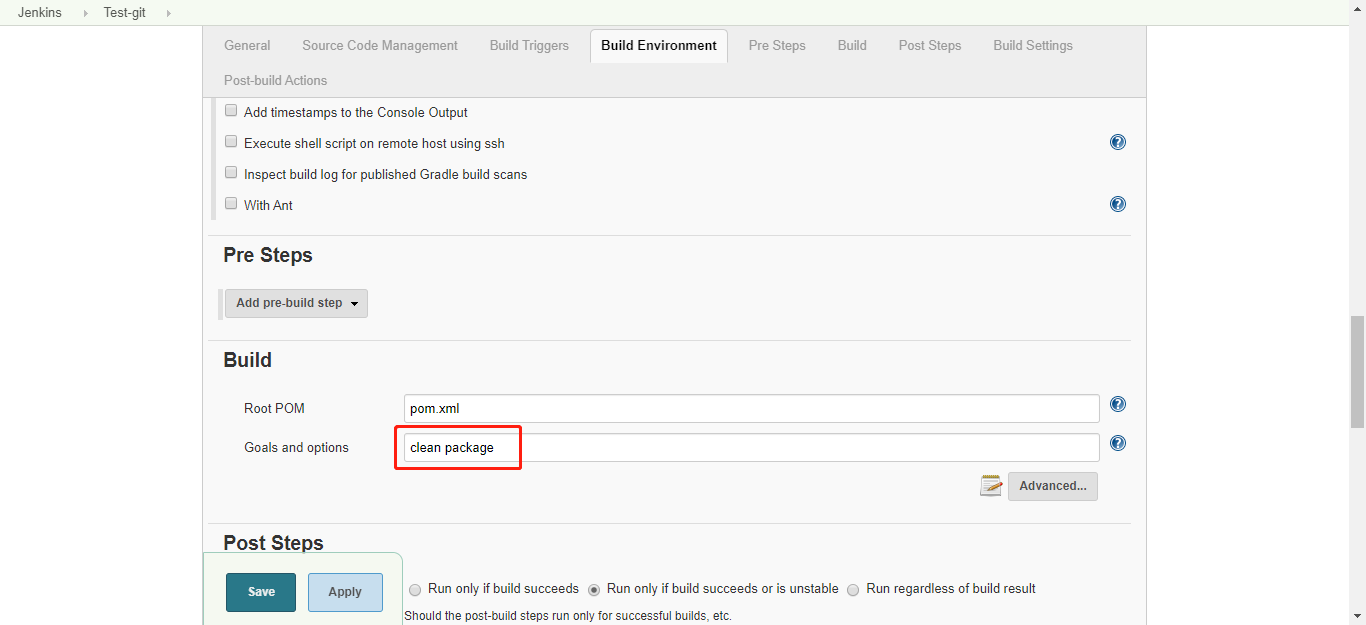 Jenkins Test-git
General Source Code Management Build Triggers Build Environment Pre Steps Build Post Steps Build Settings
Post-build Actions
Add timestamps to the Console Output
Execute shell script on remote host using ssh
Inspect build log for published Gradle build scans
With Ant
Pre Steps
Add pre-build step
Build
Root POM pom.xml
Goals and options clean package
Advanced...
Post Steps
Run only if build succeeds Run only if build succeeds or is unstable Run regardless of build result
Save Apply
Should the post-build steps run only for successful builds, etc.